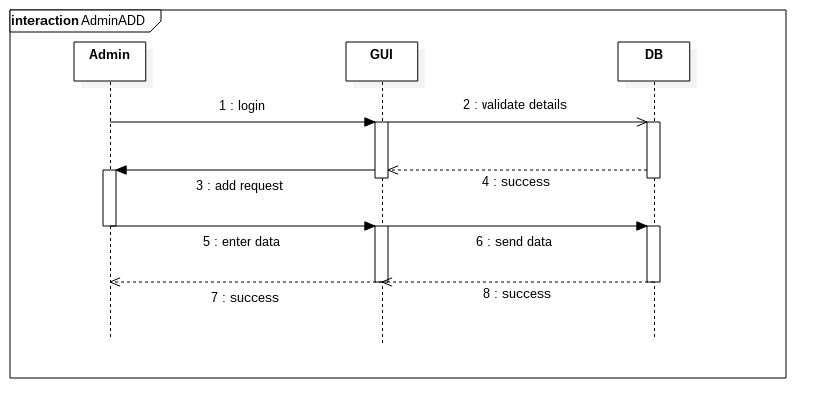 interaction AdminADD
Admin
GUI
DB
1 : login
2 : validate details
3 : add request
4 : success
5 : enter data
6 : send data
7 : success
8 : success